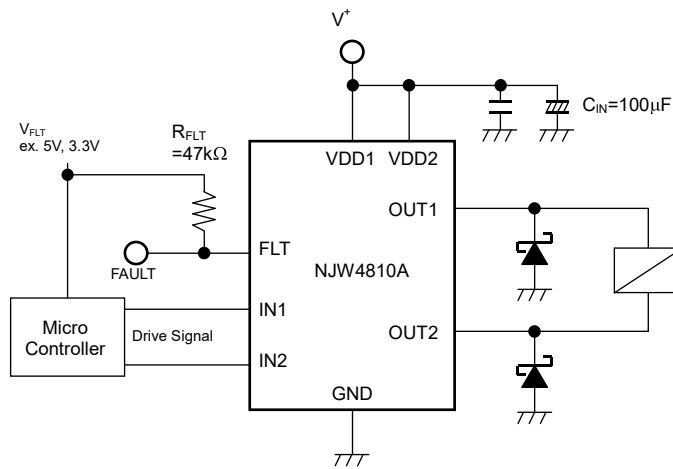 V+
CIN=100μF
VFLT
ex. 5V, 3.3V
RFLT
=47kΩ
VDD1 VDD2
OUT1
FLT
FAULT
NJW4810A
IN1
Micro
Controller
Drive Signal
OUT2
IN2
GND